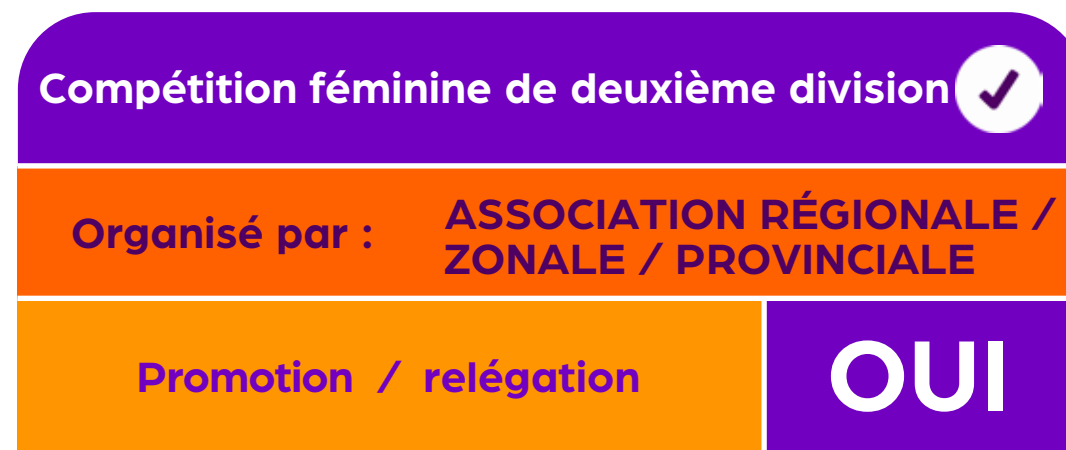 Compétition féminine de deuxième division
Organisé par :
ASSOCIATION RÉGIONALE /
ZONALE / PROVINCIALE
Promotion / relégation
OUI